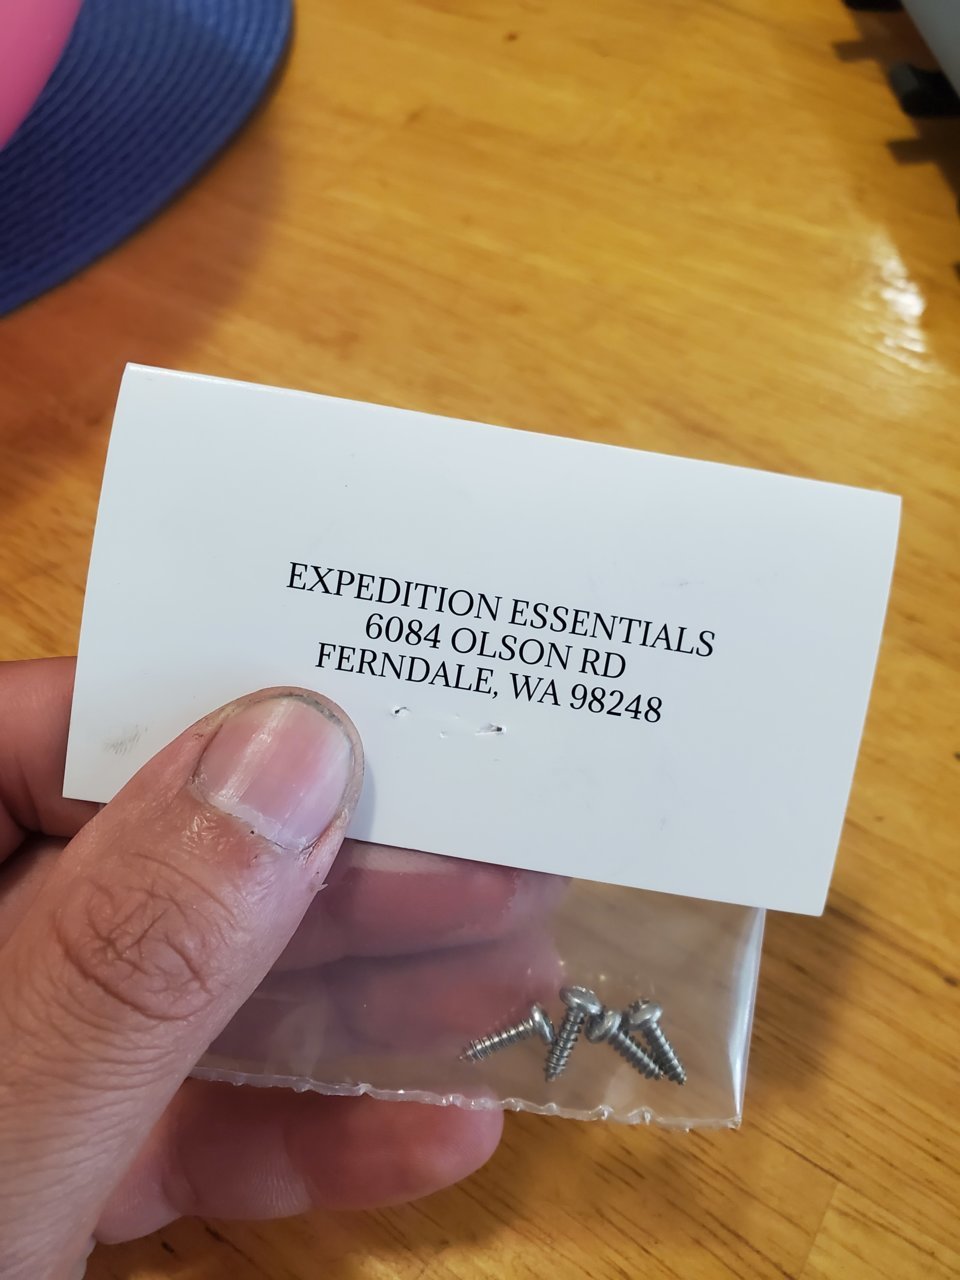 EXPEDITION ESSENTIALS
6084 OLSON RD
FERNDALE, WA 98248